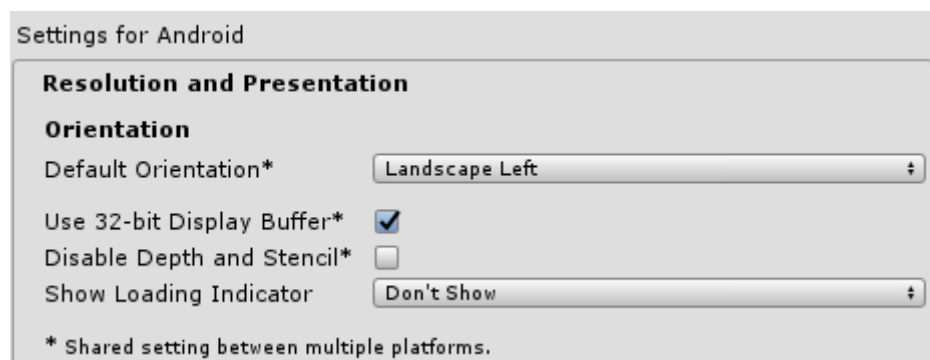 Settings for Android
Resolution and Presentation
Orientation
Default Orientation* Landscape Left
Use 32-bit Display Buffer*
Disable Depth and Stencil*
Show Loading Indicator Don't Show
* Shared setting between multiple platforms.